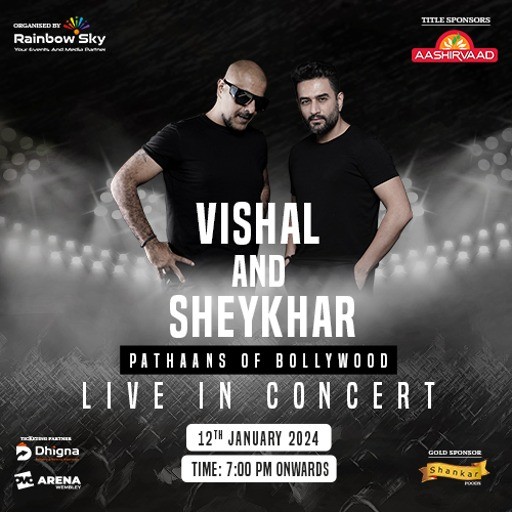 ORGANISED BY
Rainbow Sky
Your Events And Media Partner
TITLE SPONSORS
AASHIRVAAD
VISHAL
AND
SHEYKHAR
PATHAANS OF BOLLYWOOD
LIVE IN CONCERT
12TH JANUARY 2024
TIME: 7:00 PM ONWARDS
TICKETING PARTNER
Dhigna
OVO ARENA
WEMBLEY
GOLD SPONSOR
Shankar
FOODS